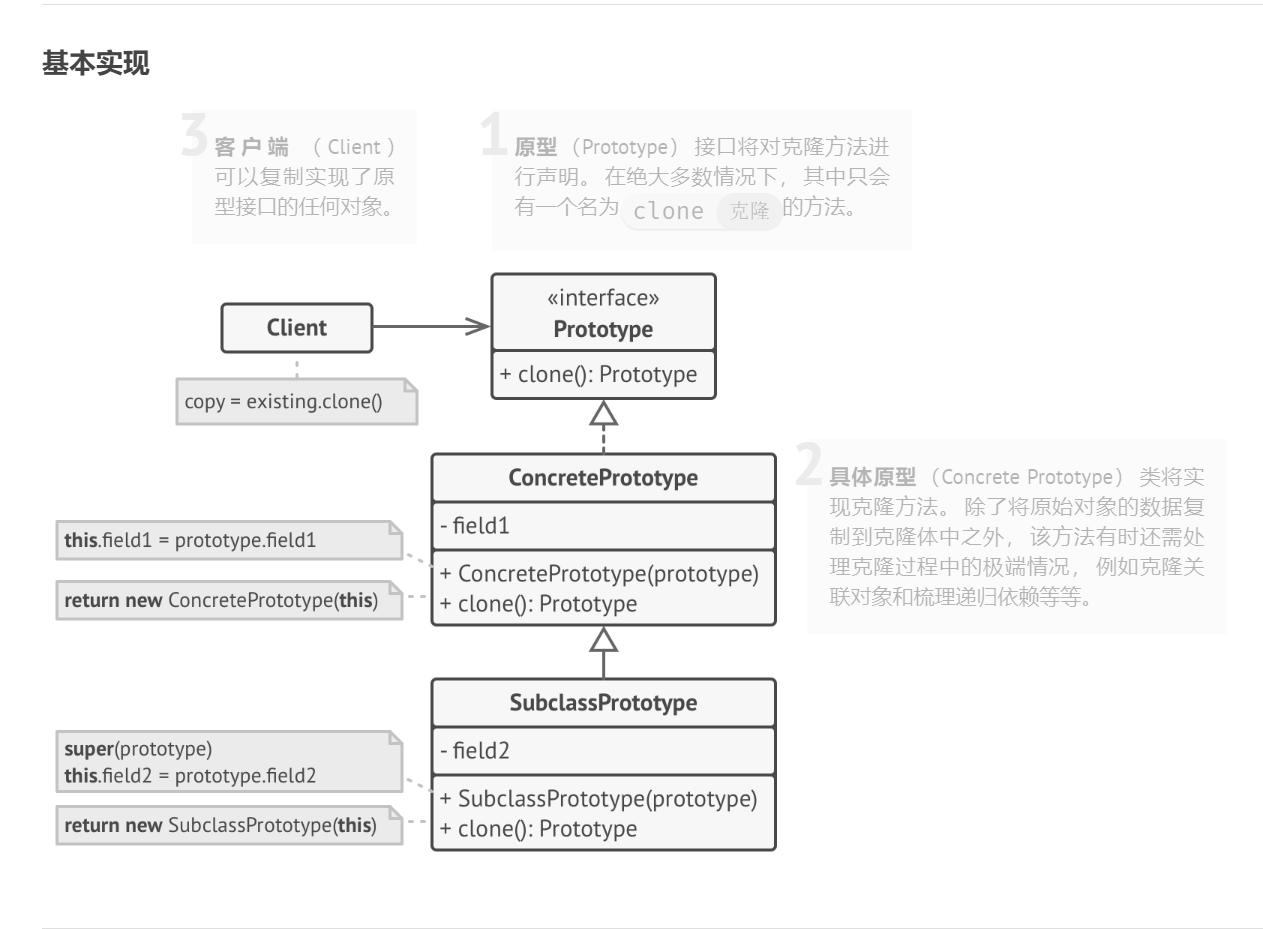 基本实现
3
客户端 （Client）
可以复制实现了原
型接口的任何对象。
1
原型 （Prototype） 接口将对克隆方法进
行声明。 在绝大多数情况下， 其中只会
有一个名为 clone 克隆 的方法。
Client
copy = existing.clone()
«interface»
Prototype
+ clone(): Prototype
2
具体原型 （Concrete Prototype） 类将实
现克隆方法。 除了将原始对象的数据复
制到克隆体中之外， 该方法有时还需处
理克隆过程中的极端情况， 例如克隆关
联对象和梳理递归依赖等等。
ConcretePrototype
- field1
+ ConcretePrototype(prototype)
+ clone(): Prototype
this.field1 = prototype.field1
return new ConcretePrototype(this)
SubclassPrototype
- field2
+ SubclassPrototype(prototype)
+ clone(): Prototype
super(prototype)
this.field2 = prototype.field2
return new SubclassPrototype(this)